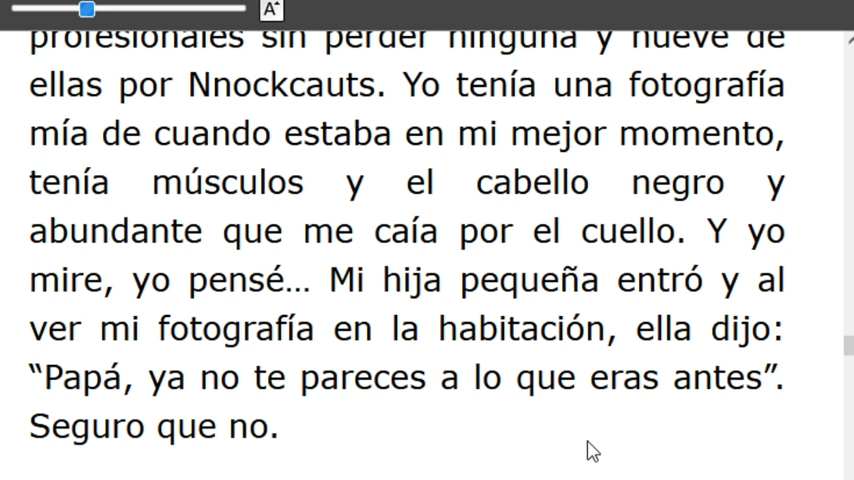 A
profesionales sin perder ninguna y nueve de
ellas por Nnockcauts. Yo tenía una fotografía
mía de cuando estaba en mi mejor momento,
tenía músculos y el cabello negro y
abundante que me caía por el cuello. Y yo
mire, yo pensé... Mi hija pequeña entró y al
ver mi fotografía en la habitación, ella dijo:
“Papá, ya no te pareces a lo que eras antes”.
Seguro que no.